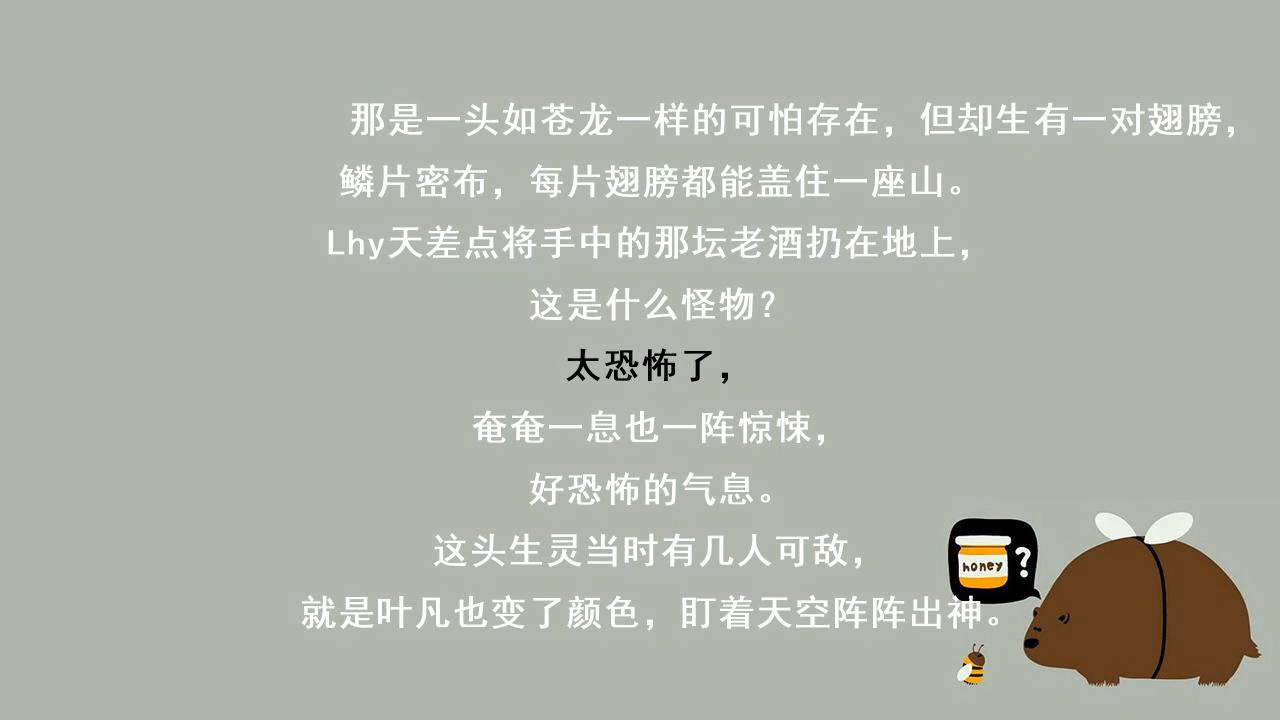 那是一头如苍龙一样的可怕存在，但却生有一对翅膀，
鳞片密布，每片翅膀都能盖住一座山。
Lhy天差点将手中的那坛老酒扔在地上，
这是什么怪物？
太恐怖了，
奄奄一息也一阵惊悚，
好恐怖的气息。
这头生灵当时有几人可敌，
就是叶凡也变了颜色，盯着天空阵阵出神。
honey
?